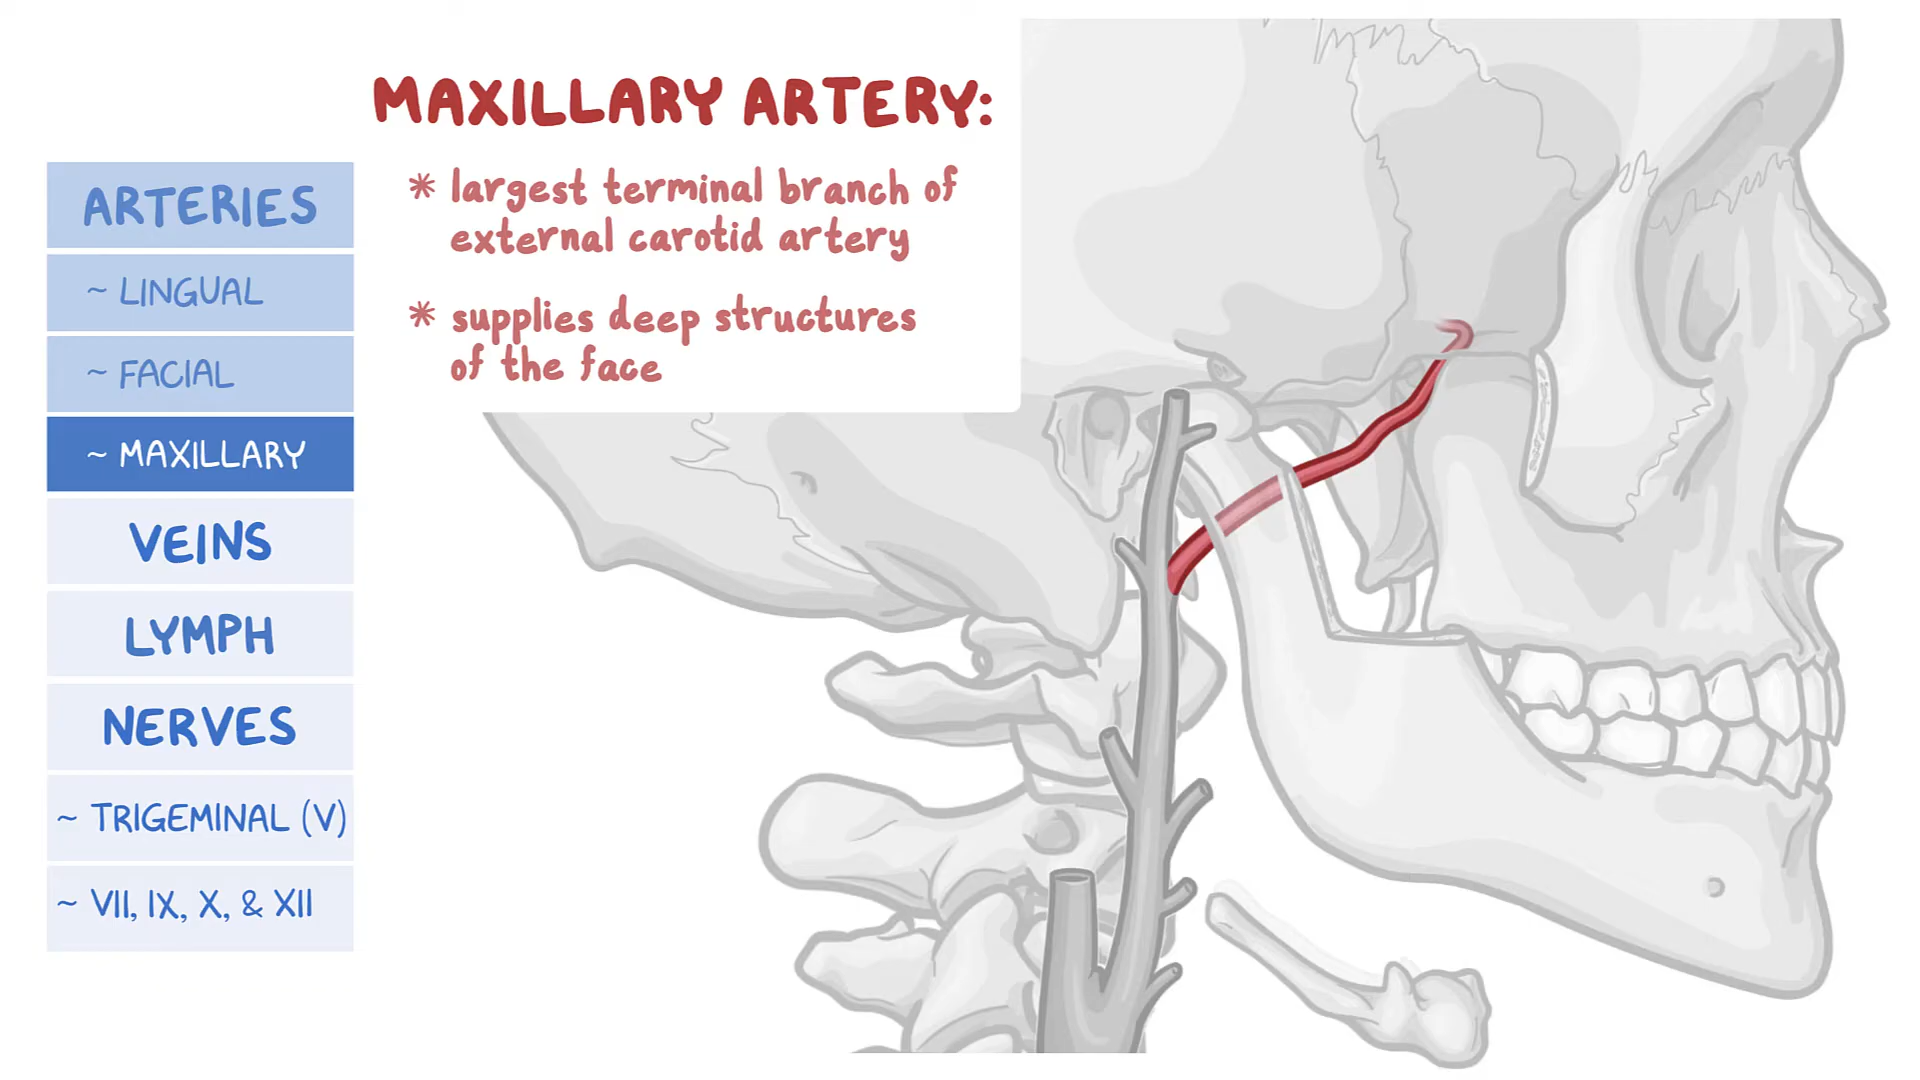 MAXILLARY ARTERY:
* largest terminal branch of
external carotid artery
* supplies deep structures
of the face
ARTERIES
~ LINGUAL
~ FACIAL
~ MAXILLARY
VEINS
LYMPH
NERVES
~ TRIGEMINAL (V)
~ VII, IX, X, & XII